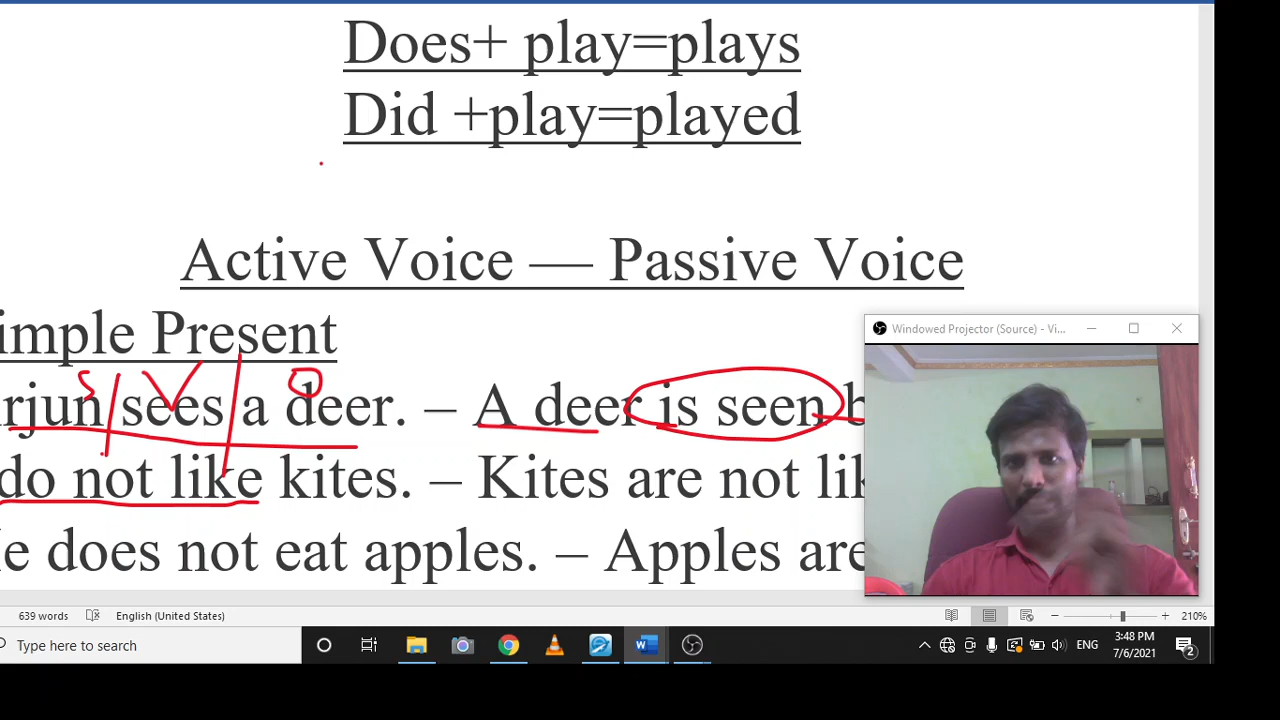 Does+ play=plays
Did +play=played
Active Voice — Passive Voice
imple Present
S V O
rjun sees a deer. – A deer is seen b
do not like kites. – Kites are not lik
e does not eat apples. – Apples are
Windowed Projector (Source) - Vi...
639 words English (United States) 210%
Type here to search
ENG
3:48 PM
7/6/2021
2